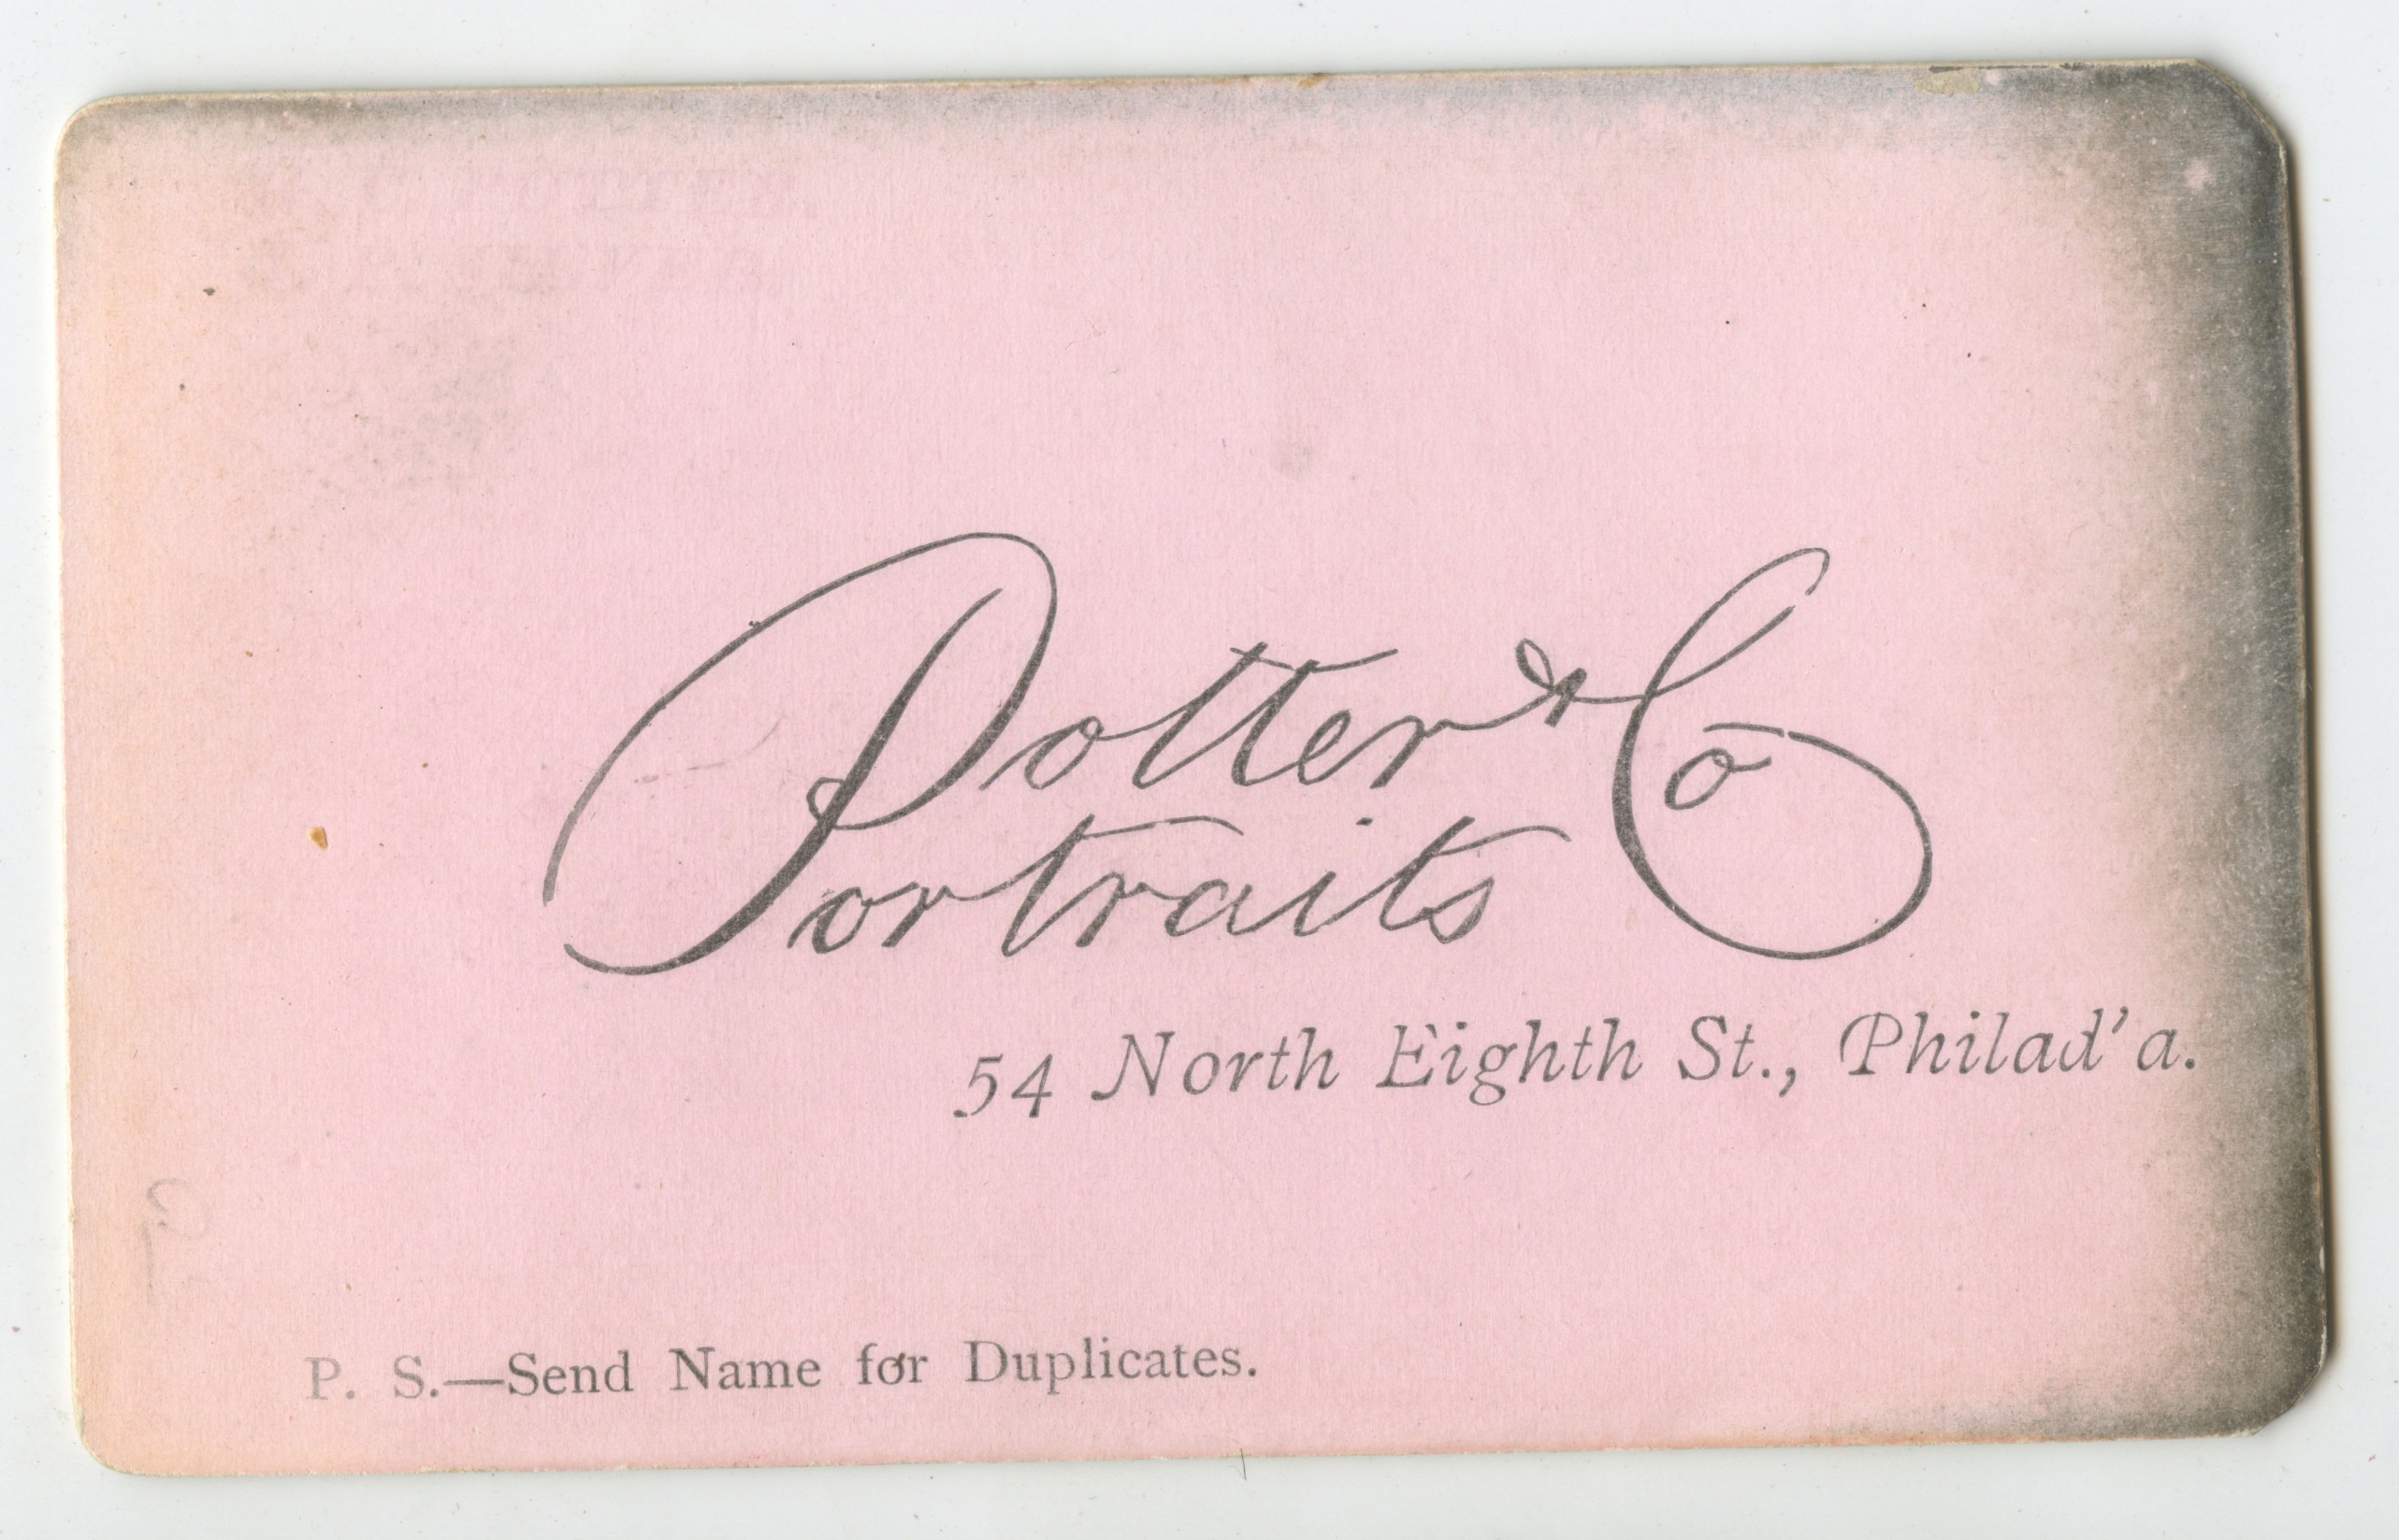 Potter & Co
Portraits
54 North Eighth St., Philad'a.
P. S.—Send Name for Duplicates.